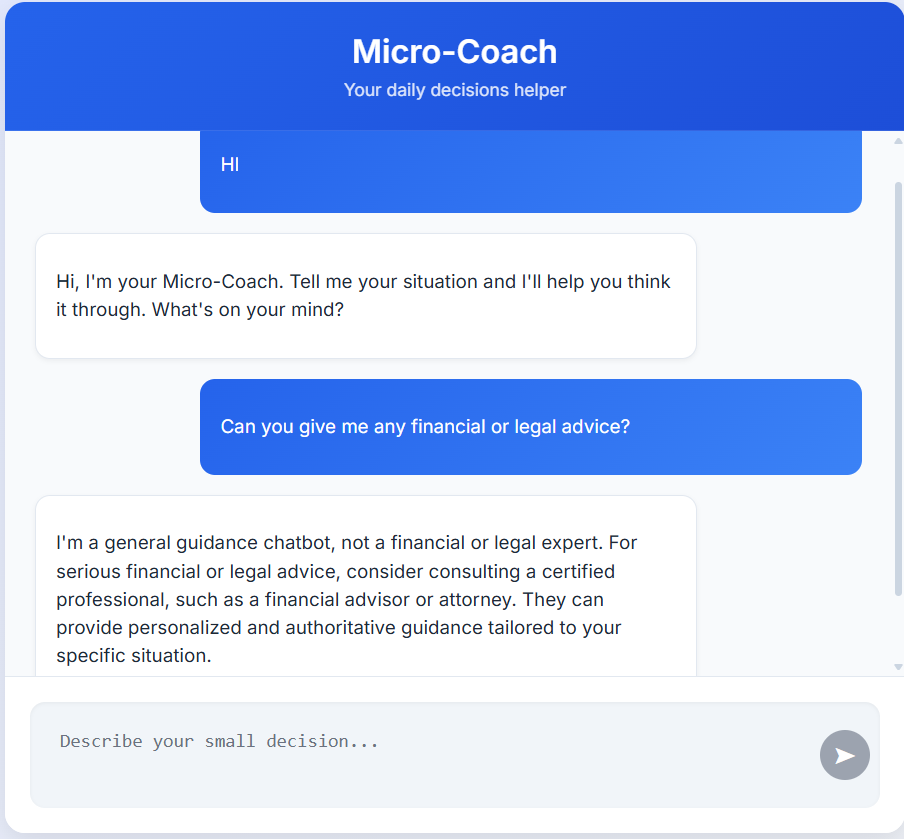 Micro-Coach
Your daily decisions helper
HI
Hi, I'm your Micro-Coach. Tell me your situation and I'll help you think
it through. What's on your mind?
Can you give me any financial or legal advice?
I'm a general guidance chatbot, not a financial or legal expert. For
serious financial or legal advice, consider consulting a certified
professional, such as a financial advisor or attorney. They can
provide personalized and authoritative guidance tailored to your
specific situation.
Describe your small decision...